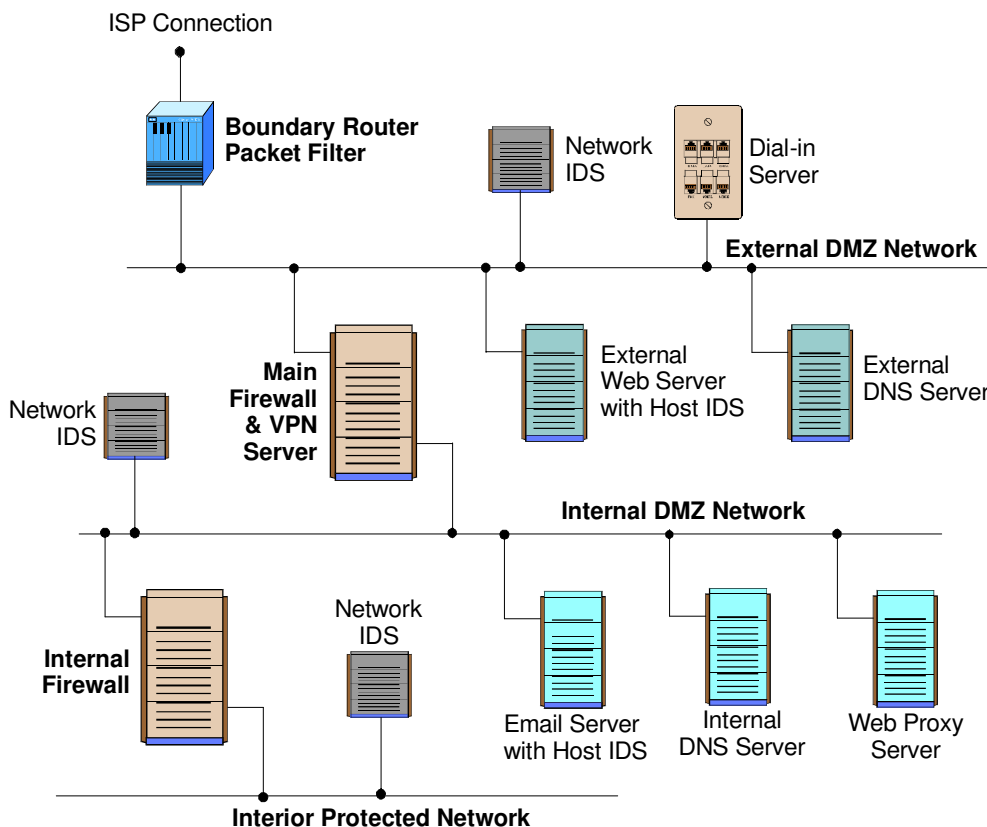 ISP Connection
Boundary Router
Packet Filter
Network
IDS
Dial-in
Server
External DMZ Network
Main
Firewall
& VPN
Server
External
Web Server
with Host IDS
External
DNS Server
Network
IDS
Internal DMZ Network
Internal
Firewall
Network
IDS
Email Server
with Host IDS
Internal
DNS Server
Web Proxy
Server
Interior Protected Network